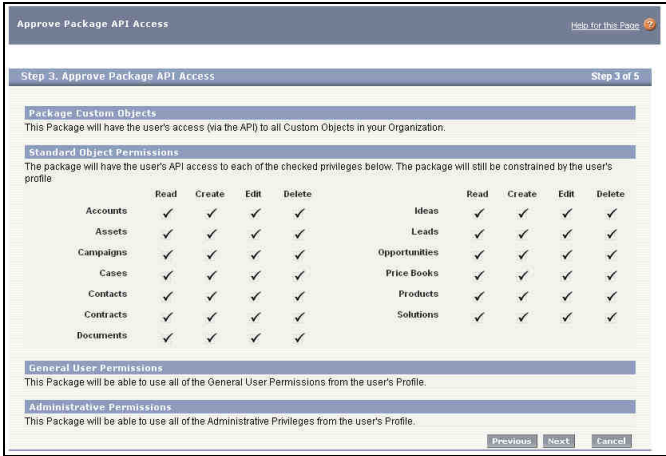 Approve Package API Access
Help for this Page ?
Step 3. Approve Package API Access Step 3 of 5
Package Custom Objects
This Package will have the user's access (via the API) to all Custom Objects in your Organization.
Standard Object Permissions
The package will have the user's API access to each of the checked privileges below. The package will still be constrained by the user's
profile
Read Create Edit Delete Read Create Edit Delete
Accounts ✓ ✓ ✓ ✓ Ideas ✓ ✓ ✓ ✓
Assets ✓ ✓ ✓ ✓ Leads ✓ ✓ ✓ ✓
Campaigns ✓ ✓ ✓ ✓ Opportunities ✓ ✓ ✓ ✓
Cases ✓ ✓ ✓ ✓ Price Books ✓ ✓ ✓ ✓
Contacts ✓ ✓ ✓ ✓ Products ✓ ✓ ✓ ✓
Contracts ✓ ✓ ✓ ✓ Solutions ✓ ✓ ✓ ✓
Documents ✓ ✓ ✓ ✓
General User Permissions
This Package will be able to use all of the General User Permissions from the user's Profile.
Administrative Permissions
This Package will be able to use all of the Administrative Privileges from the user's Profile.
Previous Next Cancel